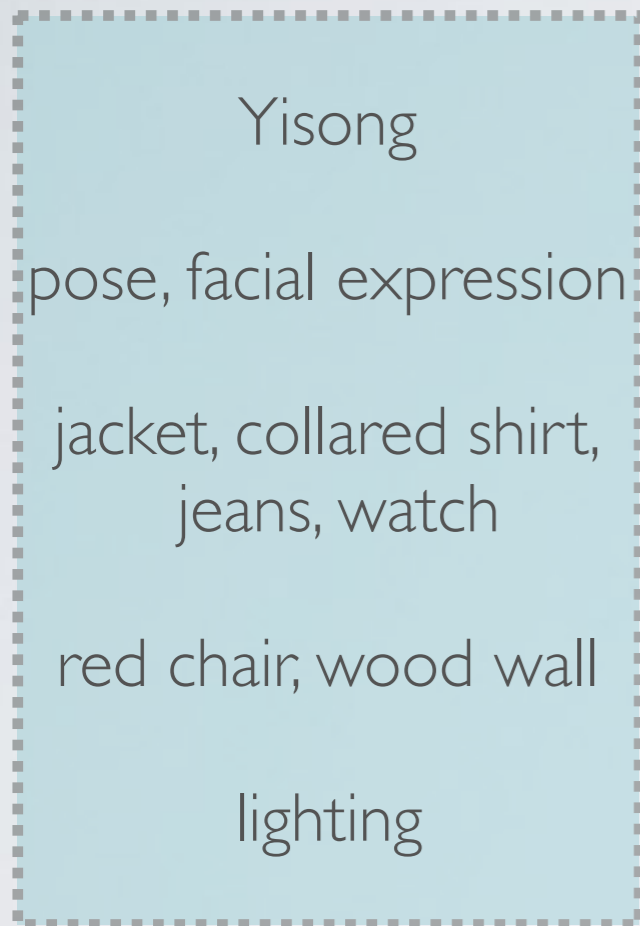 Yisong
pose, facial expression
jacket, collared shirt,
jeans, watch
red chair, wood wall
lighting